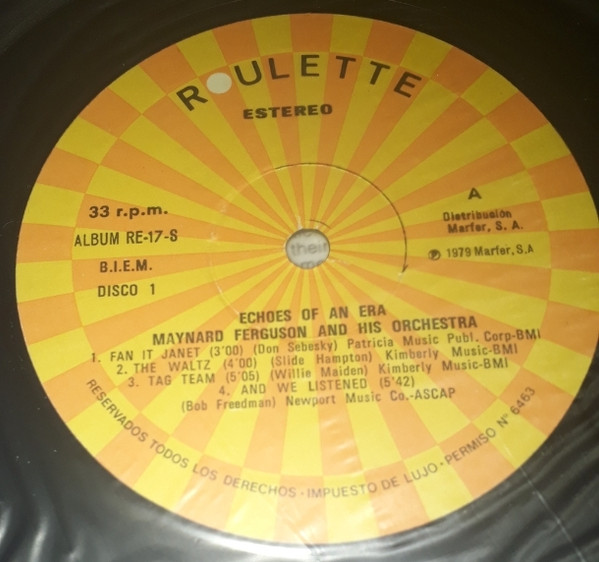 ROULETTE
ESTEREO
33 r.p.m.
ALBUM RE-17-S
B.I.E.M.
DISCO 1
A
Distribución
Marfer, S. A.
Ⓟ 1979 Marfer, S.A
their
ECHOES OF AN ERA
MAYNARD FERGUSON AND HIS ORCHESTRA
1. FAN IT JANET (3'00) (Don Sebesky) Patricia Music Publ. Corp-BMI
2. THE WALTZ (4'00) (Slide Hampton) Kimberly Music-BMI
3. TAG TEAM (5'05) (Willie Maiden) Kimberly Music-BMI
4. AND WE LISTENED (5'42)
(Bob Freedman) Newport Music Co.-ASCAP
RESERVADOS TODOS LOS DERECHOS - IMPUESTO DE LUJO - PERMISO Nº 6463